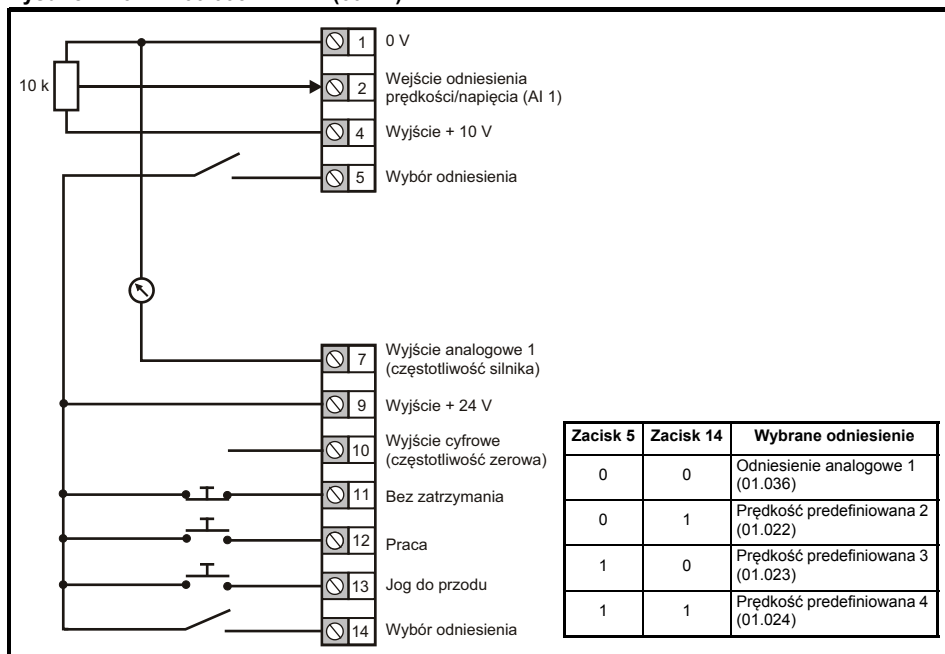 1 0 V
10 k
2 Wejście odniesienia
prędkości/napięcia (AI 1)
4 Wyjście + 10 V
5 Wybór odniesienia
7 Wyjście analogowe 1
(częstotliwość silnika)
9 Wyjście + 24 V
10 Wyjście cyfrowe
(częstotliwość zerowa)
11 Bez zatrzymania
12 Praca
13 Jog do przodu
14 Wybór odniesienia
Zacisk 5 Zacisk 14 Wybrane odniesienie
0 0 Odniesienie analogowe 1
(01.036)
0 1 Prędkość predefiniowana 2
(01.022)
1 0 Prędkość predefiniowana 3
(01.023)
1 1 Prędkość predefiniowana 4
(01.024)